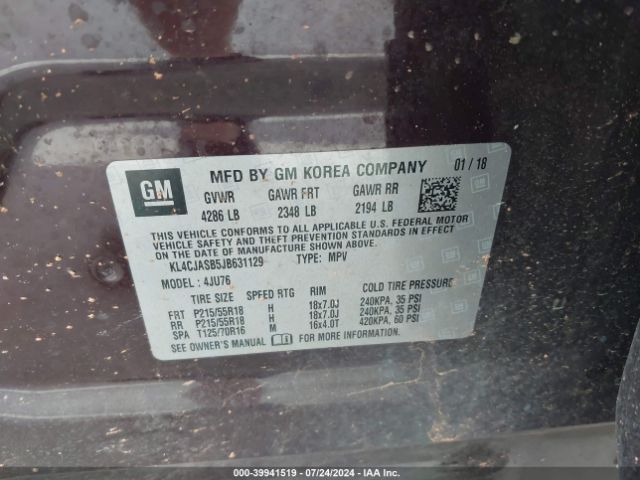 GM
MFD BY GM KOREA COMPANY 01/18
GVWR GAWR FRT GAWR RR
4286 LB 2348 LB 2194 LB
THIS VEHICLE CONFORMS TO ALL APPLICABLE U.S. FEDERAL MOTOR
VEHICLE SAFETY AND THEFT PREVENTION STANDARDS IN EFFECT
ON THE DATE OF MANUFACTURE SHOWN ABOVE.
KL4CJASB5JB631129 TYPE: MPV
MODEL: 4JU76
TIRE SIZE SPEED RTG RIM COLD TIRE PRESSURE
FRT P215/55R18 H 18x7.0J 240KPA, 35 PSI
RR P215/55R18 H 18x7.0J 240KPA, 35 PSI
SPA T125/70R16 M 16x4.0T 420KPA, 60 PSI
SEE OWNER'S MANUAL FOR MORE INFORMATION.
000-39941519 - 07/24/2024 - IAA Inc.